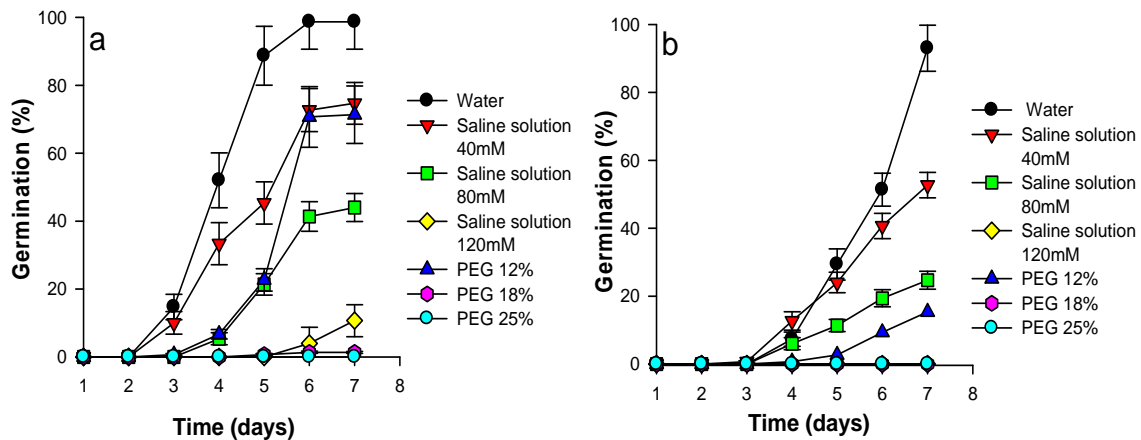 a
100
80
60
40
20
0
Germination (%)
1 2 3 4 5 6 7 8
Time (days)
Water
Saline solution
40mM
Saline solution
80mM
Saline solution
120mM
PEG 12%
PEG 18%
PEG 25%
b
100
80
60
40
20
0
Germination (%)
1 2 3 4 5 6 7 8
Time (days)
Water
Saline solution
40mM
Saline solution
80mM
Saline solution
120mM
PEG 12%
PEG 18%
PEG 25%